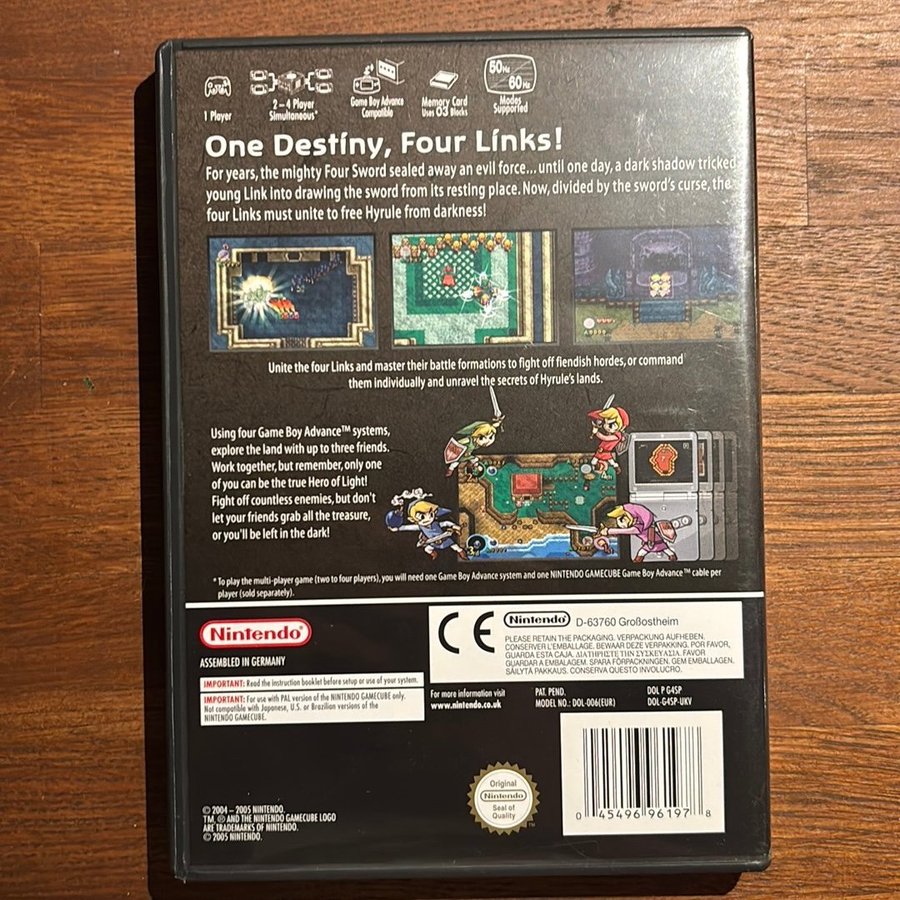 50Hz
60Hz
1 Player
2–4 Player
Simultaneous*
Game Boy Advance
Compatible
Memory Card
Uses 03 Blocks
Modes
Supported
One Destíny, Four Línks!
For years, the mighty Four Sword sealed away an evil force...until one day, a dark shadow tricked
young Link into drawing the sword from its resting place. Now, divided by the sword's curse, the
four Links must unite to free Hyrule from darkness!
Unite the four Links and master their battle formations to fight off fiendish hordes, or command
them individually and unravel the secrets of Hyrule's lands.
Using four Game Boy Advance™ systems,
explore the land with up to three friends.
Work together, but remember, only one
of you can be the true Hero of Light!
Fight off countless enemies, but don't
let your friends grab all the treasure,
or you'll be left in the dark!
* To play the multi-player game (two to four players), you will need one Game Boy Advance system and one NINTENDO GAMECUBE Game Boy Advance™ cable per
player (sold separately).
Nintendo®
ASSEMBLED IN GERMANY
IMPORTANT: Read the instruction booklet before setup or use of your system.
IMPORTANT: For use with PAL version of the NINTENDO GAMECUBE only.
Not compatible with Japanese, U.S. or Brazilian versions of the
NINTENDO GAMECUBE.
CE
Nintendo® D-63760 Großostheim
PLEASE RETAIN THE PACKAGING. VERPACKUNG AUFHEBEN.
CONSERVER L'EMBALLAGE. BEWAAR DEZE VERPAKKING. POR FAVOR,
GUARDA ESTA CAJA. ΔΙΑΤΗΡΗΣΤΕ ΤΗΝ ΣΥΣΚΕΥΑΣΙΑ. FAVOR
GUARDAR A EMBALAGEM. SPARA FÖRPACKNINGEN. GEM EMBALLAGEN.
SÄILYTÄ PAKKAUS. CONSERVA QUESTO INVOLUCRO.
For more information visit
www.nintendo.co.uk
PAT. PEND.
MODEL NO.: DOL-006(EUR)
DOL P G4SP
DOL-G4SP-UKV
Original
Nintendo
Seal of
Quality
TM
0 45496 96197 8
© 2004 – 2005 NINTENDO.
TM, ® AND THE NINTENDO GAMECUBE LOGO
ARE TRADEMARKS OF NINTENDO.
© 2005 NINTENDO.